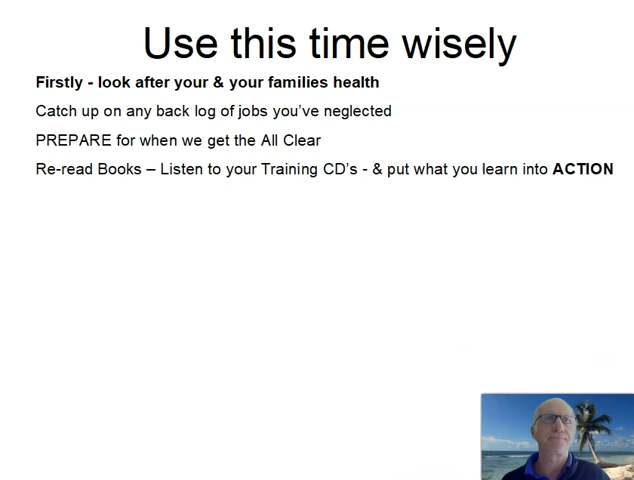 Use this time wisely
Firstly - look after your & your families health
Catch up on any back log of jobs you've neglected
PREPARE for when we get the All Clear
Re-read Books – Listen to your Training CD's - & put what you learn into ACTION